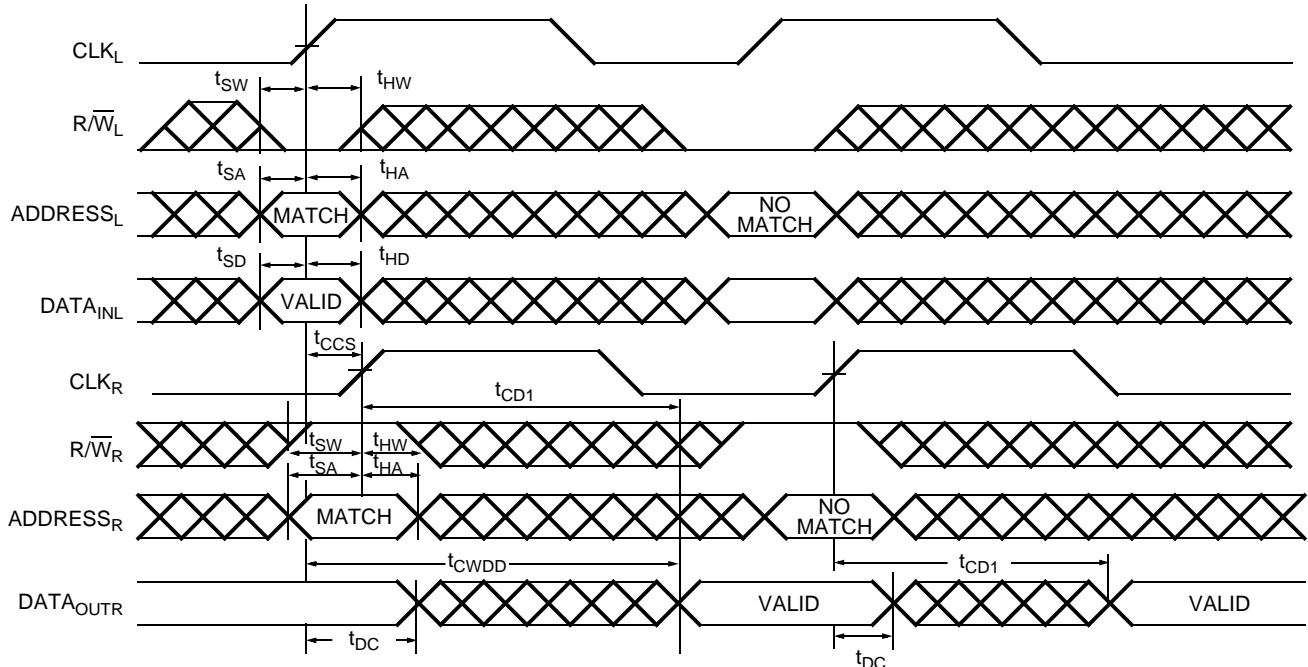 CLK_L
t_SW t_HW
R/W̅_L
t_SA t_HA
ADDRESS_L MATCH NO MATCH
t_SD t_HD
DATA_INL VALID
t_CCS
CLK_R
t_CD1
R/W̅_R t_SW t_HW
t_SA t_HA
ADDRESS_R MATCH NO MATCH
t_CWDD t_CD1
DATA_OUTR VALID VALID
t_DC t_DC